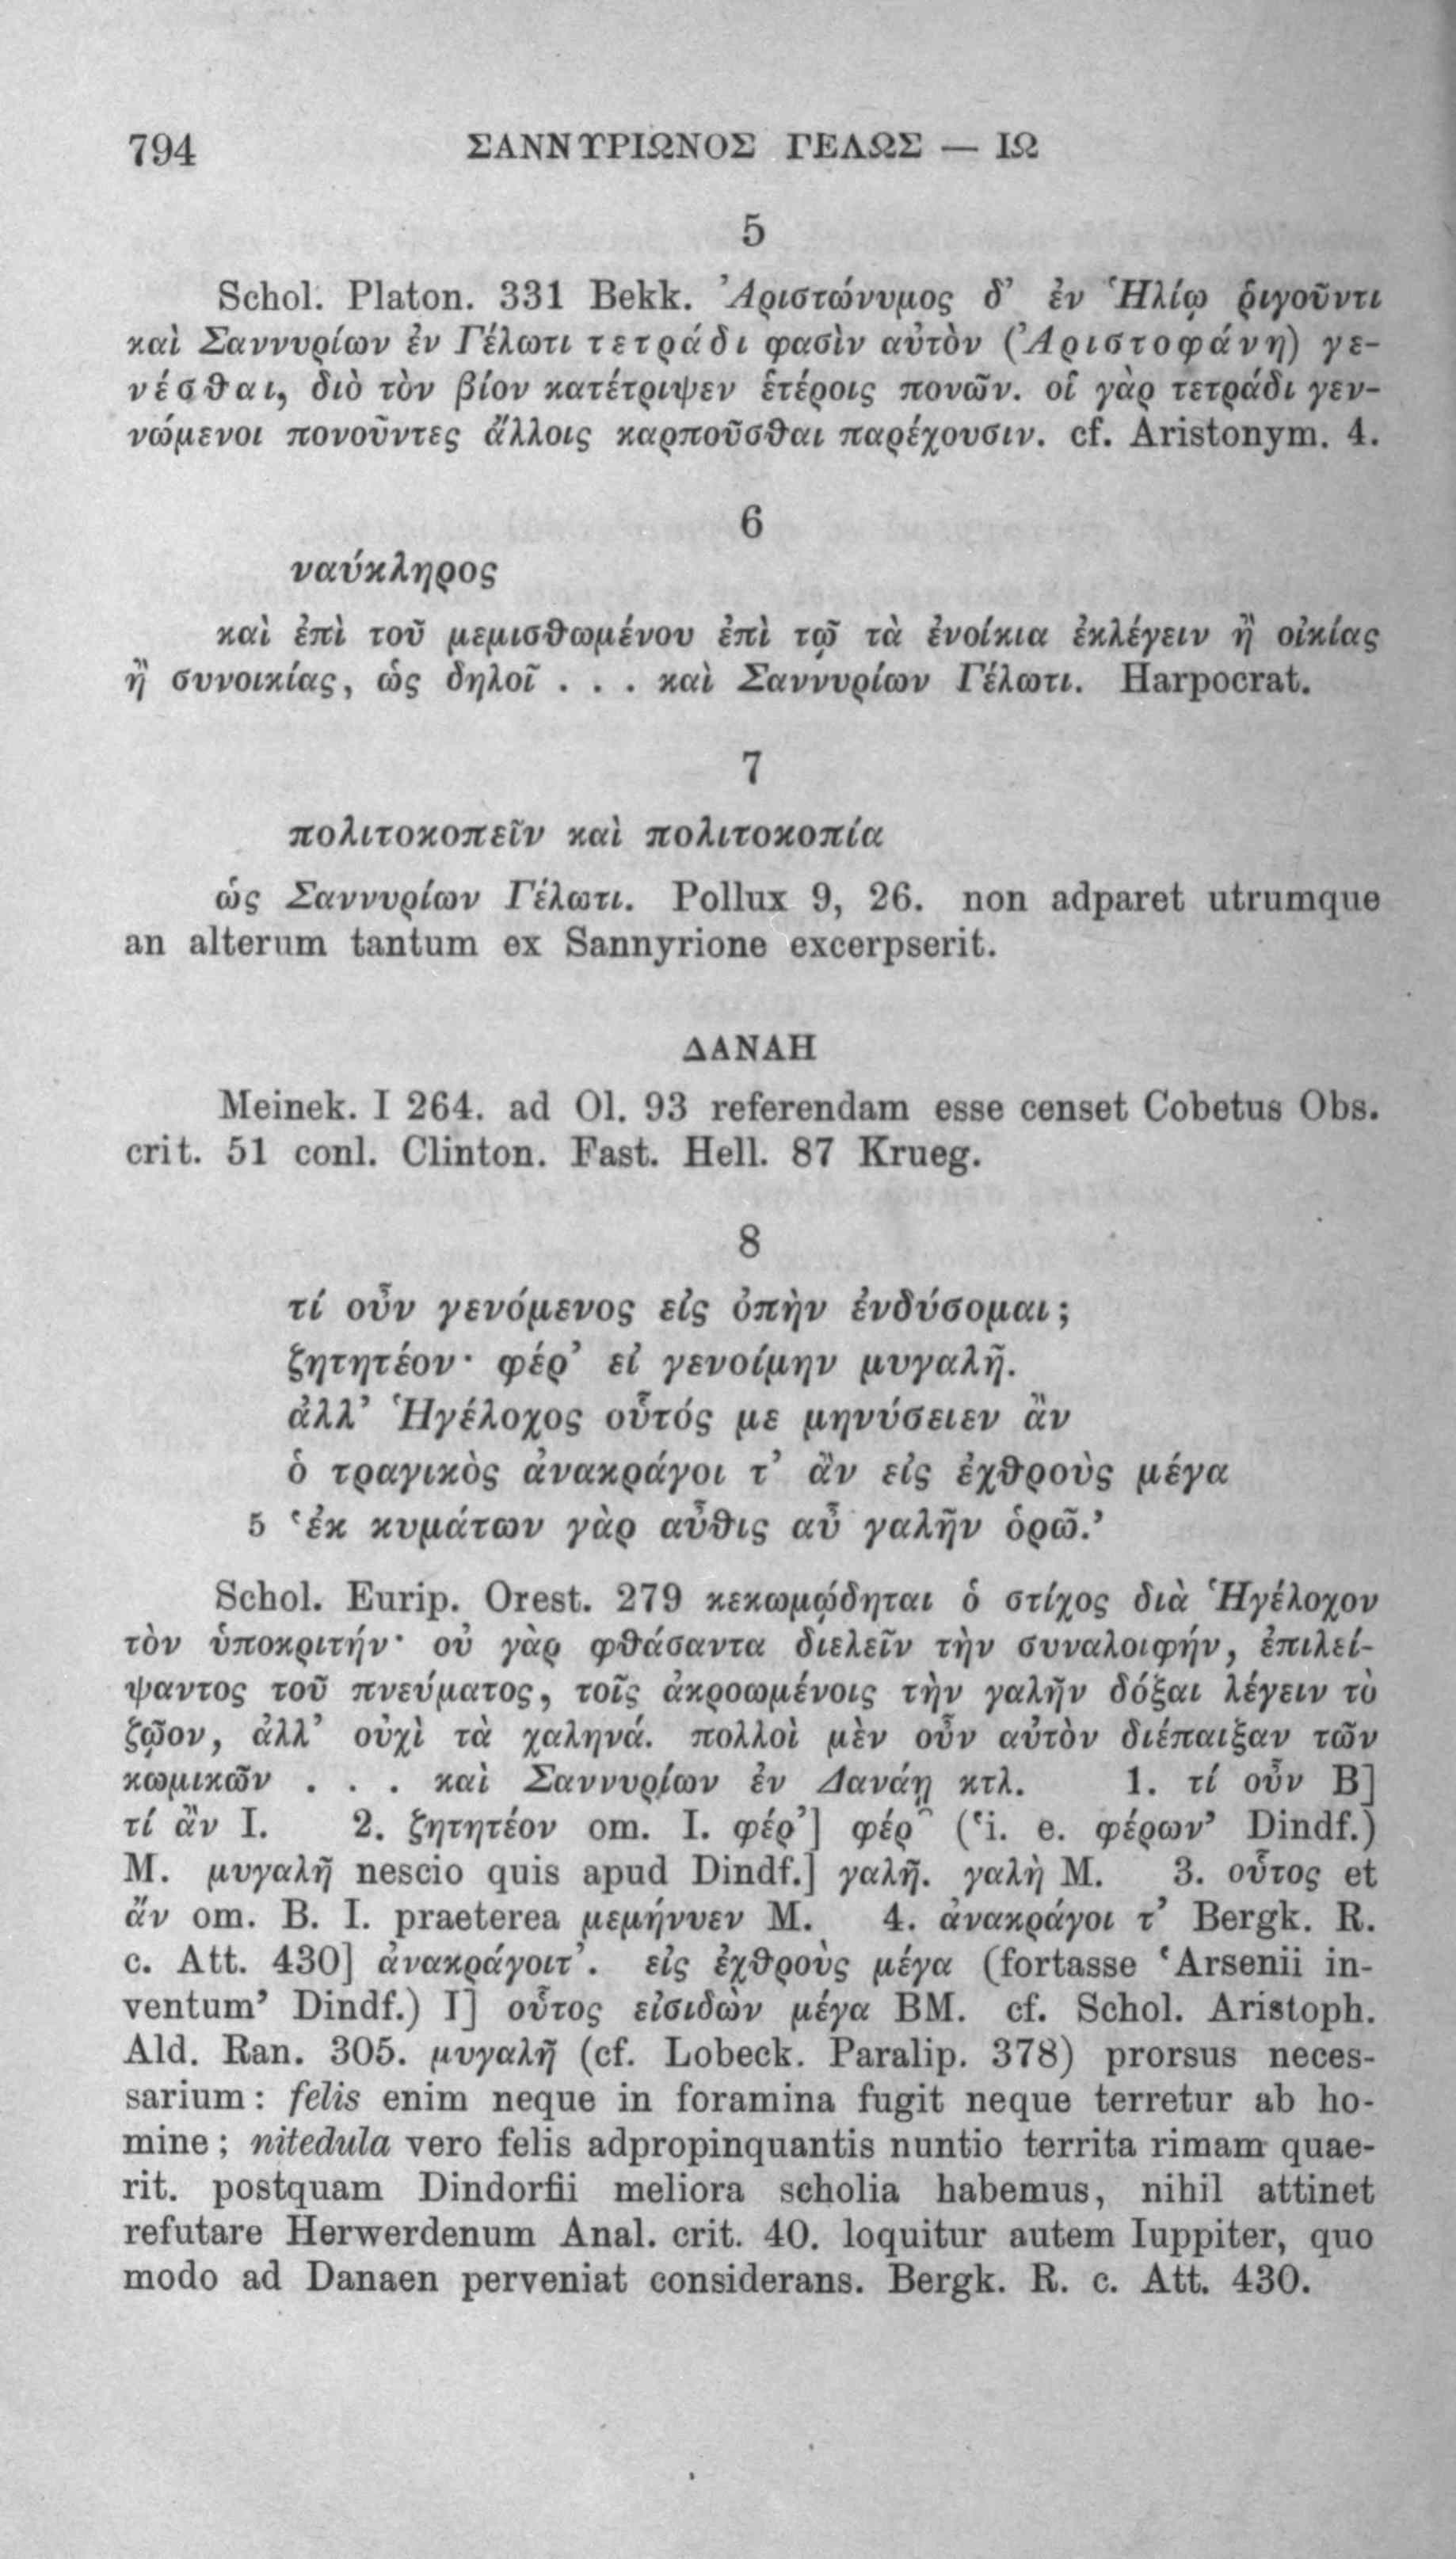 794 ΣΑΝΝΥΡΙΩΝΟΣ ΓΕΛΩΣ — ΙΩ
5
Schol. Platon. 331 Bekk. Ἀριστώνυμος δ’ ἐν Ἡλίῳ ῥιγοῦντι
καὶ Σαννυρίων ἐν Γέλωτι τετράδι φασὶν αὐτὸν (Ἀριστοφάνη) γε-
νέσθαι, διὸ τὸν βίον κατέτριψεν ἑτέροις πονῶν. οἱ γὰρ τετράδι γεν-
νώμενοι πονοῦντες ἄλλοις καρποῦσθαι παρέχουσιν. cf. Aristonym. 4.
6
ναύκληρος
καὶ ἐπὶ τοῦ μεμισθωμένου ἐπὶ τῷ τὰ ἐνοίκια ἐκλέγειν ἢ οἰκίας
ἢ συνοικίας, ὡς δηλοῖ . . . καὶ Σαννυρίων Γέλωτι. Harpocrat.
7
πολιτοκοπεῖν καὶ πολιτοκοπία
ὡς Σαννυρίων Γέλωτι. Pollux 9, 26. non adparet utrumque
an alterum tantum ex Sannyrione excerpserit.
ΔΑΝΑΗ
Meinek. I 264. ad Ol. 93 referendam esse censet Cobetus Obs.
crit. 51 conl. Clinton. Fast. Hell. 87 Krueg.
8
τί οὖν γενόμενος εἰς ὀπὴν ἐνδύσομαι;
ζητητέον· φέρ’ εἰ γενοίμην μυγαλῆ.
ἀλλ’ Ἡγέλοχος οὗτός με μηνύσειεν ἂν
ὁ τραγικὸς ἀνακράγοι τ’ ἂν εἰς ἐχθροὺς μέγα
5 ‘ἐκ κυμάτων γὰρ αὖθις αὖ γαλῆν ὁρῶ.’
Schol. Eurip. Orest. 279 κεκωμῴδηται ὁ στίχος διὰ Ἡγέλοχον
τὸν ὑποκριτήν· οὐ γὰρ φθάσαντα διελεῖν τὴν συναλοιφήν, ἐπιλεί-
ψαντος τοῦ πνεύματος, τοῖς ἀκροωμένοις τὴν γαλῆν δόξαι λέγειν τὸ
ζῷον, ἀλλ’ οὐχὶ τὰ χαληνά. πολλοὶ μὲν οὖν αὐτὸν διέπαιξαν τῶν
κωμικῶν . . . καὶ Σαννυρίων ἐν Δανάῃ κτλ. 1. τί οὖν B]
τί ἂν I. 2. ζητητέον om. I. φέρ’] φέρ⌒ (‘i. e. φέρων’ Dindf.)
M. μυγαλῆ nescio quis apud Dindf.] γαλῆ. γαλὴ M. 3. οὗτος et
ἄν om. B. I. praeterea μεμήνυεν M. 4. ἀνακράγοι τ’ Bergk. R.
c. Att. 430] ἀνακράγοιτ’. εἰς ἐχθροὺς μέγα (fortasse ‘Arsenii in-
ventum’ Dindf.) I] οὗτος εἰσιδὼν μέγα BM. cf. Schol. Aristoph.
Ald. Ran. 305. μυγαλῆ (cf. Lobeck. Paralip. 378) prorsus neces-
sarium: felis enim neque in foramina fugit neque terretur ab ho-
mine; nitedula vero felis adpropinquantis nuntio territa rimam quae-
rit. postquam Dindorfii meliora scholia habemus, nihil attinet
refutare Herwerdenum Anal. crit. 40. loquitur autem Iuppiter, quo
modo ad Danaen perveniat considerans. Bergk. R. c. Att. 430.